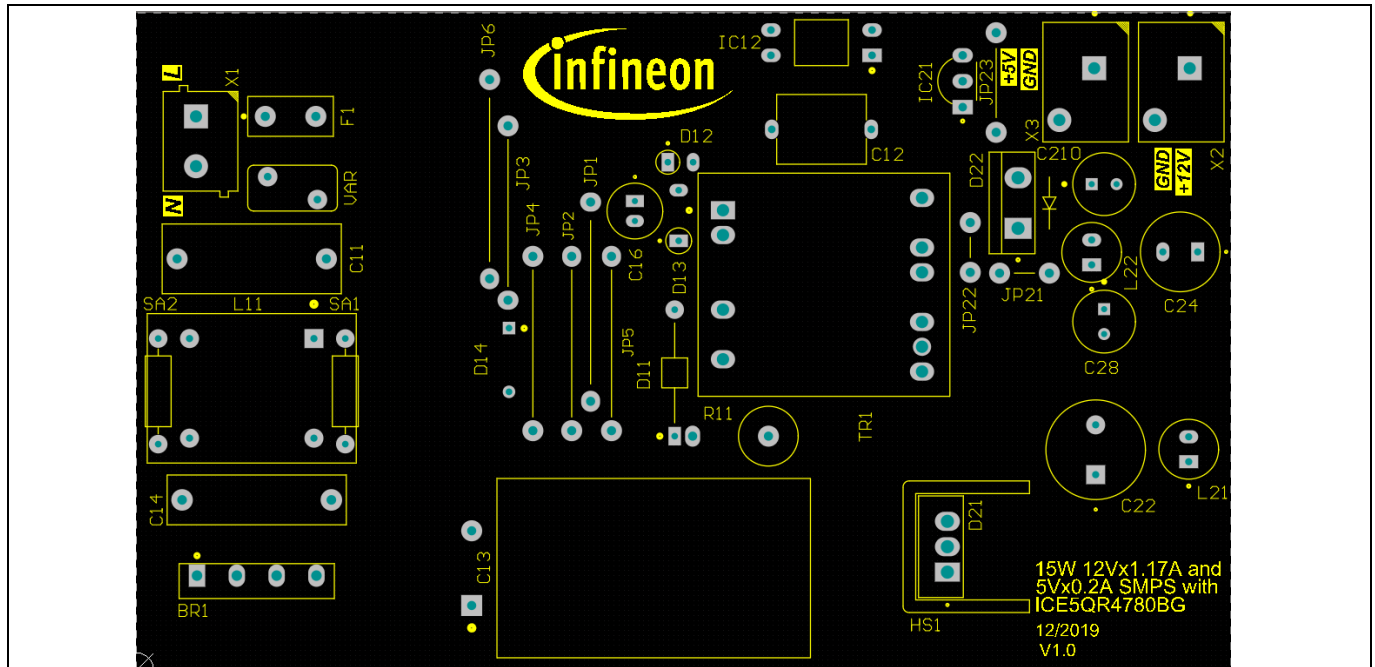 L
X1
F1
N
VAR
C11
SA2
L11
SA1
C14
BR1
JP6
infineon
JP3
JP4
JP2
JP1
D14
JP5
C16
D12
D13
D11
R11
C13
IC12
C12
TR1
IC21
JP23
+5V
GND
X3
X2
GND
+12V
C210
D22
JP22
JP21
L22
C24
C28
C22
L21
D21
HS1
15W 12Vx1.17A and
5Vx0.2A SMPS with
ICE5QR4780BG
12/2019
V1.0